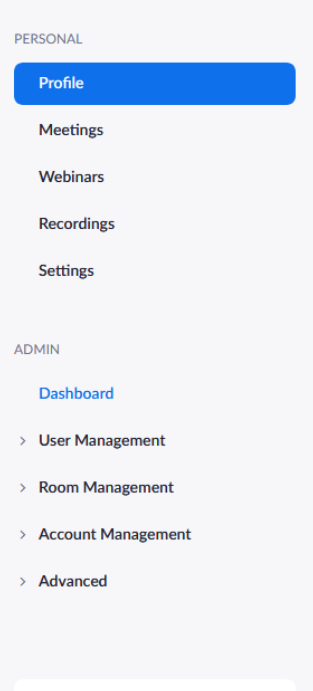 PERSONAL
Profile
Meetings
Webinars
Recordings
Settings
ADMIN
Dashboard
User Management
Room Management
Account Management
Advanced